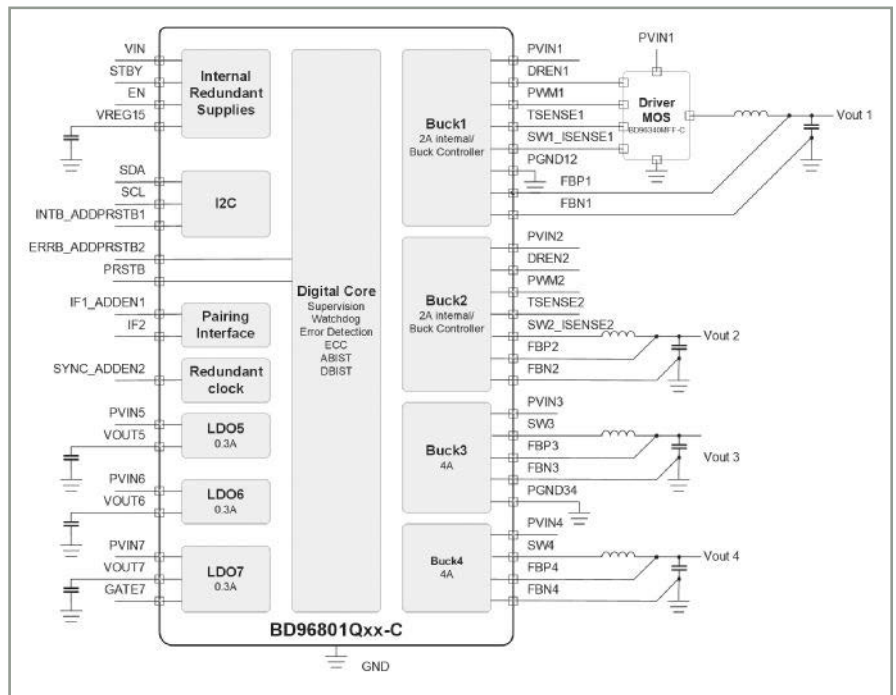 VIN
STBY
EN
VREG15
Internal
Redundant
Supplies
SDA
SCL
INTB_ADDPRSTB1
I2C
ERRB_ADDPRSTB2
PRSTB
IF1_ADDEN1
IF2
Pairing
Interface
SYNC_ADDEN2
Redundant
clock
PVIN5
VOUT5
LDO5
0.3A
PVIN6
VOUT6
LDO6
0.3A
PVIN7
VOUT7
GATE7
LDO7
0.3A
Digital Core
Supervision
Watchdog
Error Detection
ECC
ABIST
DBIST
Buck1
2A internal/
Buck Controller
PVIN1
DREN1
PWM1
TSENSE1
SW1_ISENSE1
PGND12
FBP1
FBN1
PVIN1
Driver
MOS
BD96340MFF-C
Vout 1
Buck2
2A internal/
Buck Controller
PVIN2
DREN2
PWM2
TSENSE2
SW2_ISENSE2
FBP2
FBN2
Vout 2
Buck3
4A
PVIN3
SW3
FBP3
FBN3
PGND34
Vout 3
Buck4
4A
PVIN4
SW4
FBP4
FBN4
Vout 4
BD96801Qxx-C
GND